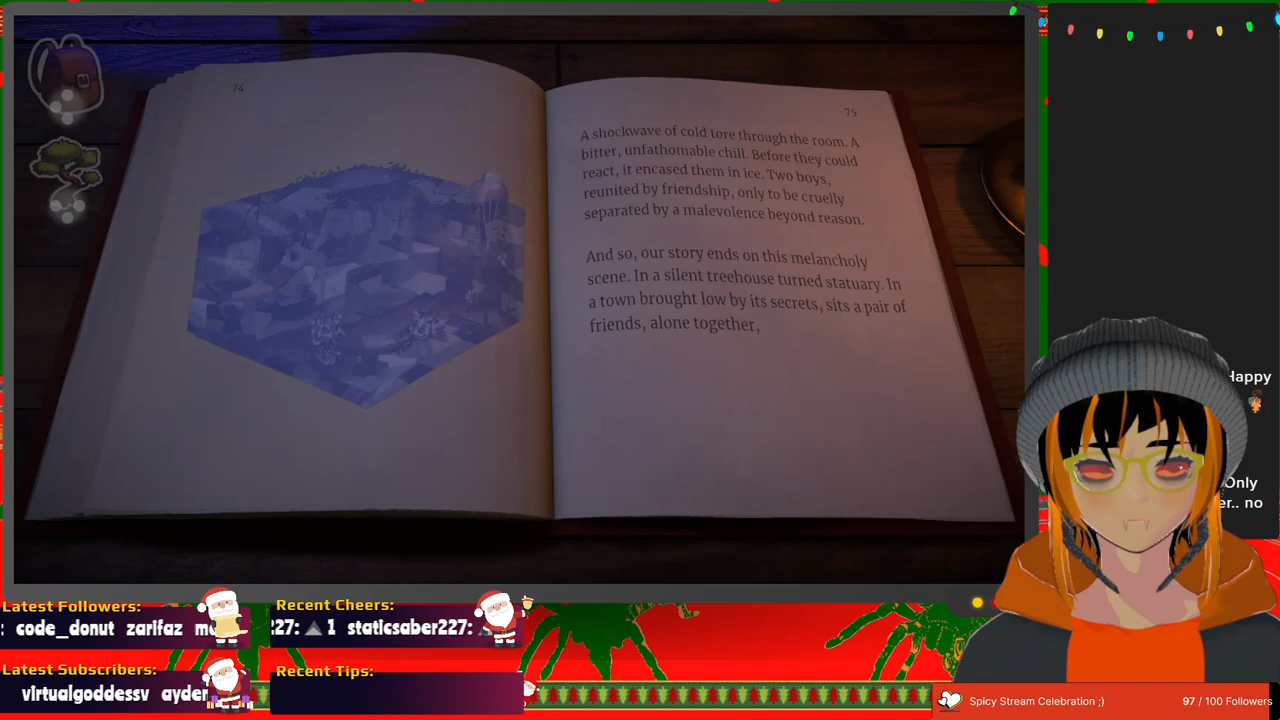 74
75
A shockwave of cold tore through the room. A
bitter, unfathomable chill. Before they could
react, it encased them in ice. Two boys,
reunited by friendship, only to be cruelly
separated by a malevolence beyond reason.
And so, our story ends on this melancholy
scene. In a silent treehouse turned statuary. In
a town brought low by its secrets, sits a pair of
friends, alone together,
Happy
Only
no
Latest Followers:
: code_donut zarifaz
Recent Cheers:
227: 1 staticsaber227:
Latest Subscribers:
virtualgoddessv
Recent Tips:
Spicy Stream Celebration ;)
97 / 100 Followers